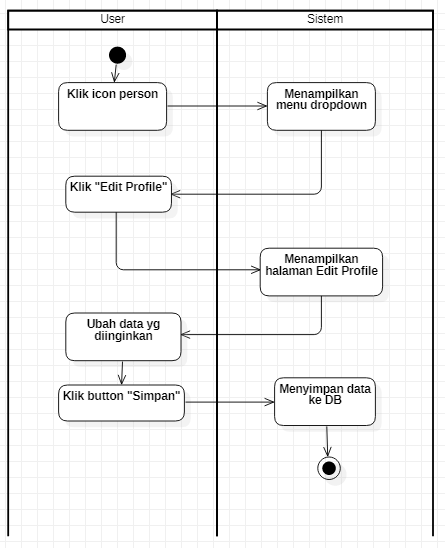 User
Sistem
Klik icon person
Menampilkan
menu dropdown
Klik "Edit Profile"
Menampilkan
halaman Edit Profile
Ubah data yg
diinginkan
Klik button "Simpan"
Menyimpan data
ke DB